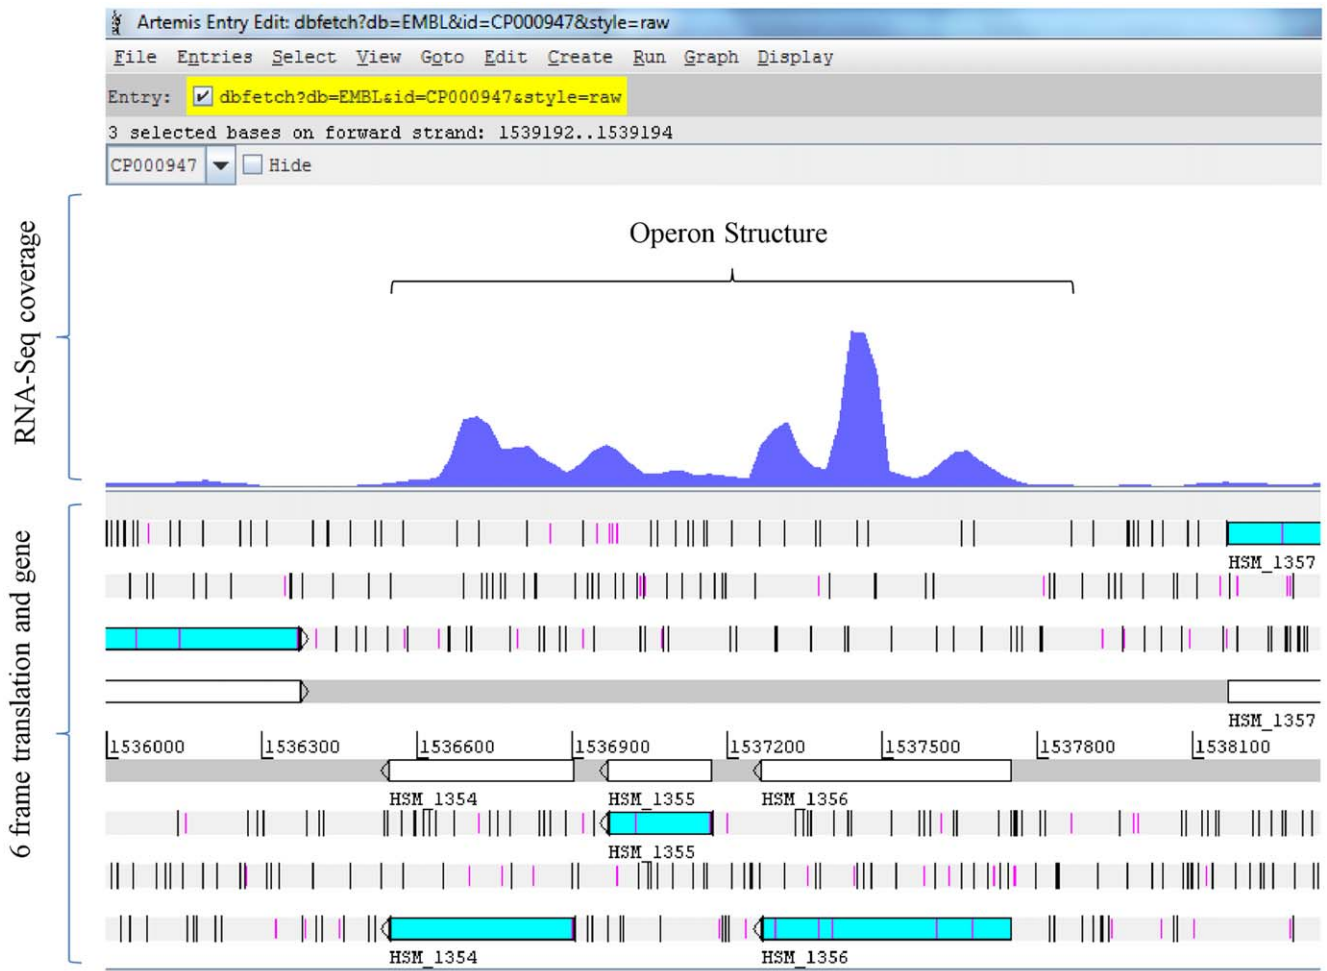 Artemis Entry Edit: dbfetch?db=EMBL&id=CP000947&style=raw
File Entries Select View Goto Edit Create Run Graph Display
Entry: dbfetch?db=EMBL&id=CP000947&style=raw
3 selected bases on forward strand: 1539192..1539194
CP000947 Hide
RNA-Seq coverage
Operon Structure
6 frame translation and gene
HSM_1357
HSM_1357
1536000 1536300 1536600 1536900 1537200 1537500 1537800 1538100
HSM_1354 HSM_1355 HSM_1356
HSM_1355
HSM_1354 HSM_1356